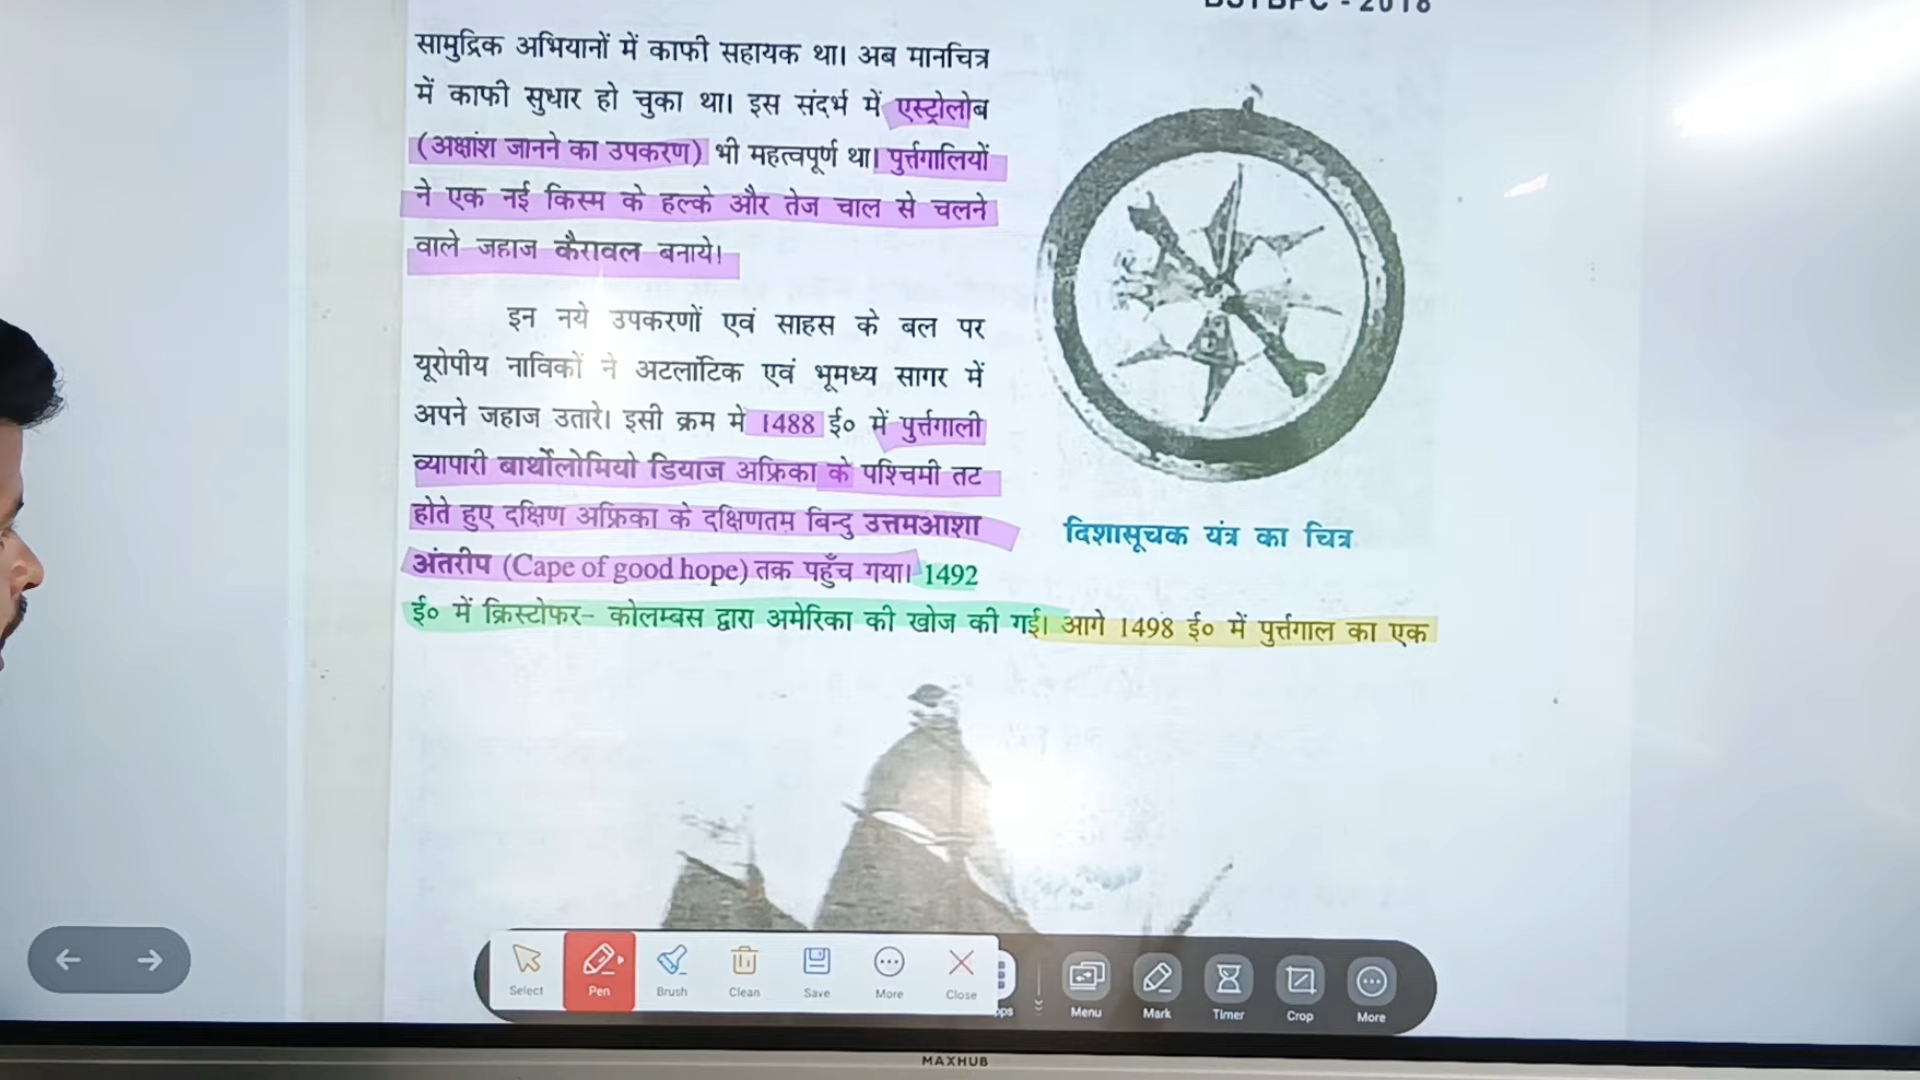 BSTBPC - 2018
सामुद्रिक अभियानों में काफी सहायक था। अब मानचित्र
में काफी सुधार हो चुका था। इस संदर्भ में एस्ट्रोलोब
(अक्षांश जानने का उपकरण) भी महत्वपूर्ण था। पुर्त्तगालियों
ने एक नई किस्म के हल्के और तेज चाल से चलने
वाले जहाज कैरावल बनाये।
इन नये उपकरणों एवं साहस के बल पर
यूरोपीय नाविकों ने अटलांटिक एवं भूमध्य सागर में
अपने जहाज उतारे। इसी क्रम में 1488 ई० में पुर्त्तगाली
व्यापारी बार्थोलोमियो डियाज अफ्रिका के पश्चिमी तट
होते हुए दक्षिण अफ्रिका के दक्षिणतम बिन्दु उत्तमआशा
अंतरीप (Cape of good hope) तक पहुँच गया। 1492
ई० में क्रिस्टोफर– कोलम्बस द्वारा अमेरिका की खोज की गई। आगे 1498 ई० में पुर्त्तगाल का एक
दिशासूचक यंत्र का चित्र
Select
Pen
Brush
Clean
Save
More
Close
Menu
Mark
Timer
Crop
More
MAXHUB